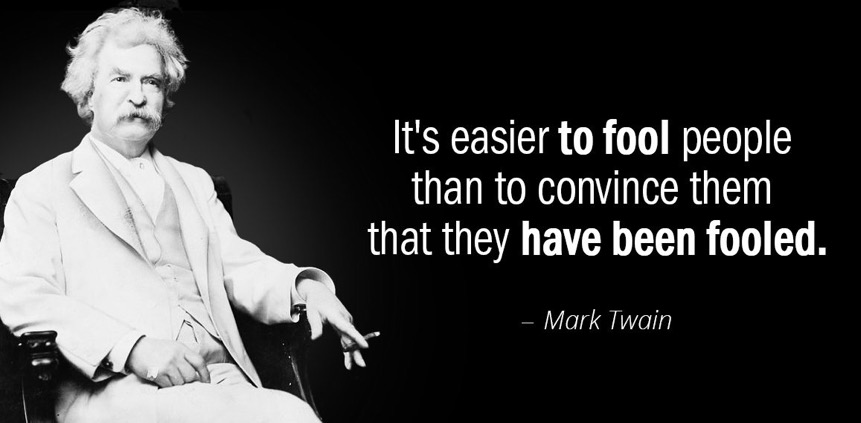 It's easier to fool people
than to convince them
that they have been fooled.
– Mark Twain